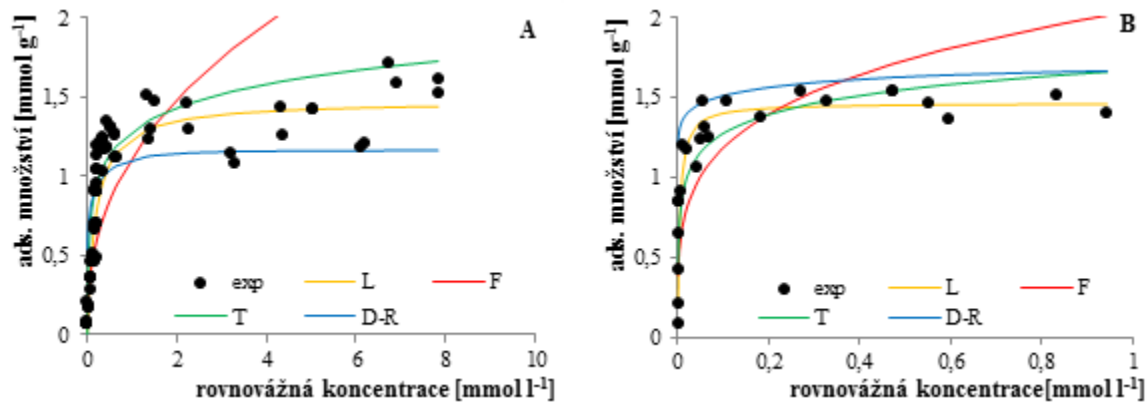 A
ads. množství [mmol g⁻¹]
2
1,5
1
0,5
0
0 2 4 6 8 10
exp L F
T D-R
rovnovážná koncentrace [mmol l⁻¹]
B
ads. množství [mmol g⁻¹]
2
1,5
1
0,5
0
0 0,2 0,4 0,6 0,8 1
exp L F
T D-R
rovnovážná koncentrace[mmol l⁻¹]